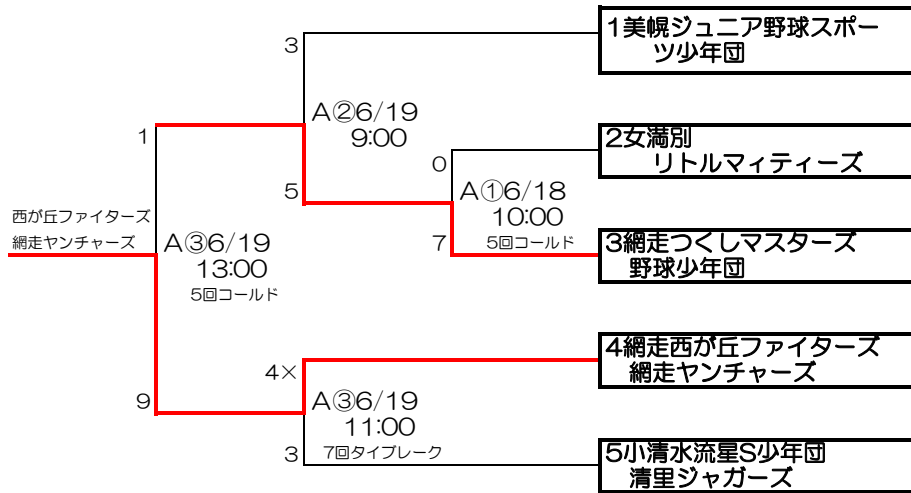 1美幌ジュニア野球スポー
ツ少年団
3
A②6/19
9:00
1
2女満別
リトルマィティーズ
0
5
A①6/18
10:00
5回コールド
7
西が丘ファイターズ
網走ヤンチャーズ
A③6/19
13:00
5回コールド
3網走つくしマスターズ
野球少年団
4網走西が丘ファイターズ
網走ヤンチャーズ
4×
9
A③6/19
11:00
7回タイブレーク
3
5小清水流星S少年団
清里ジャガーズ